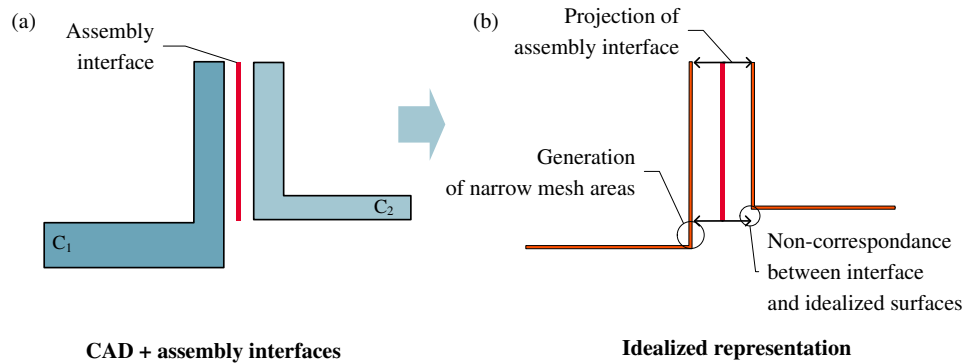 (a)
Assembly
interface
C₁
C₂
CAD + assembly interfaces
(b)
Projection of
assembly interface
Generation
of narrow mesh areas
Non-correspondance
between interface
and idealized surfaces
Idealized representation